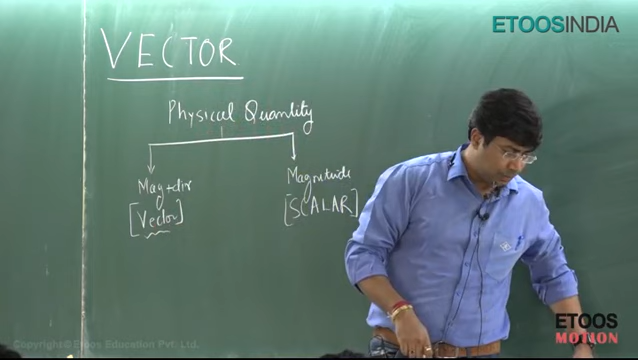 ETOOSINDIA
VECTOR
Physical Quantity
Mag+dir
Magnitude
[Vector]
[SCALAR]
ETOOS
MOTION
Copyright © Etoos Education Pvt. Ltd.